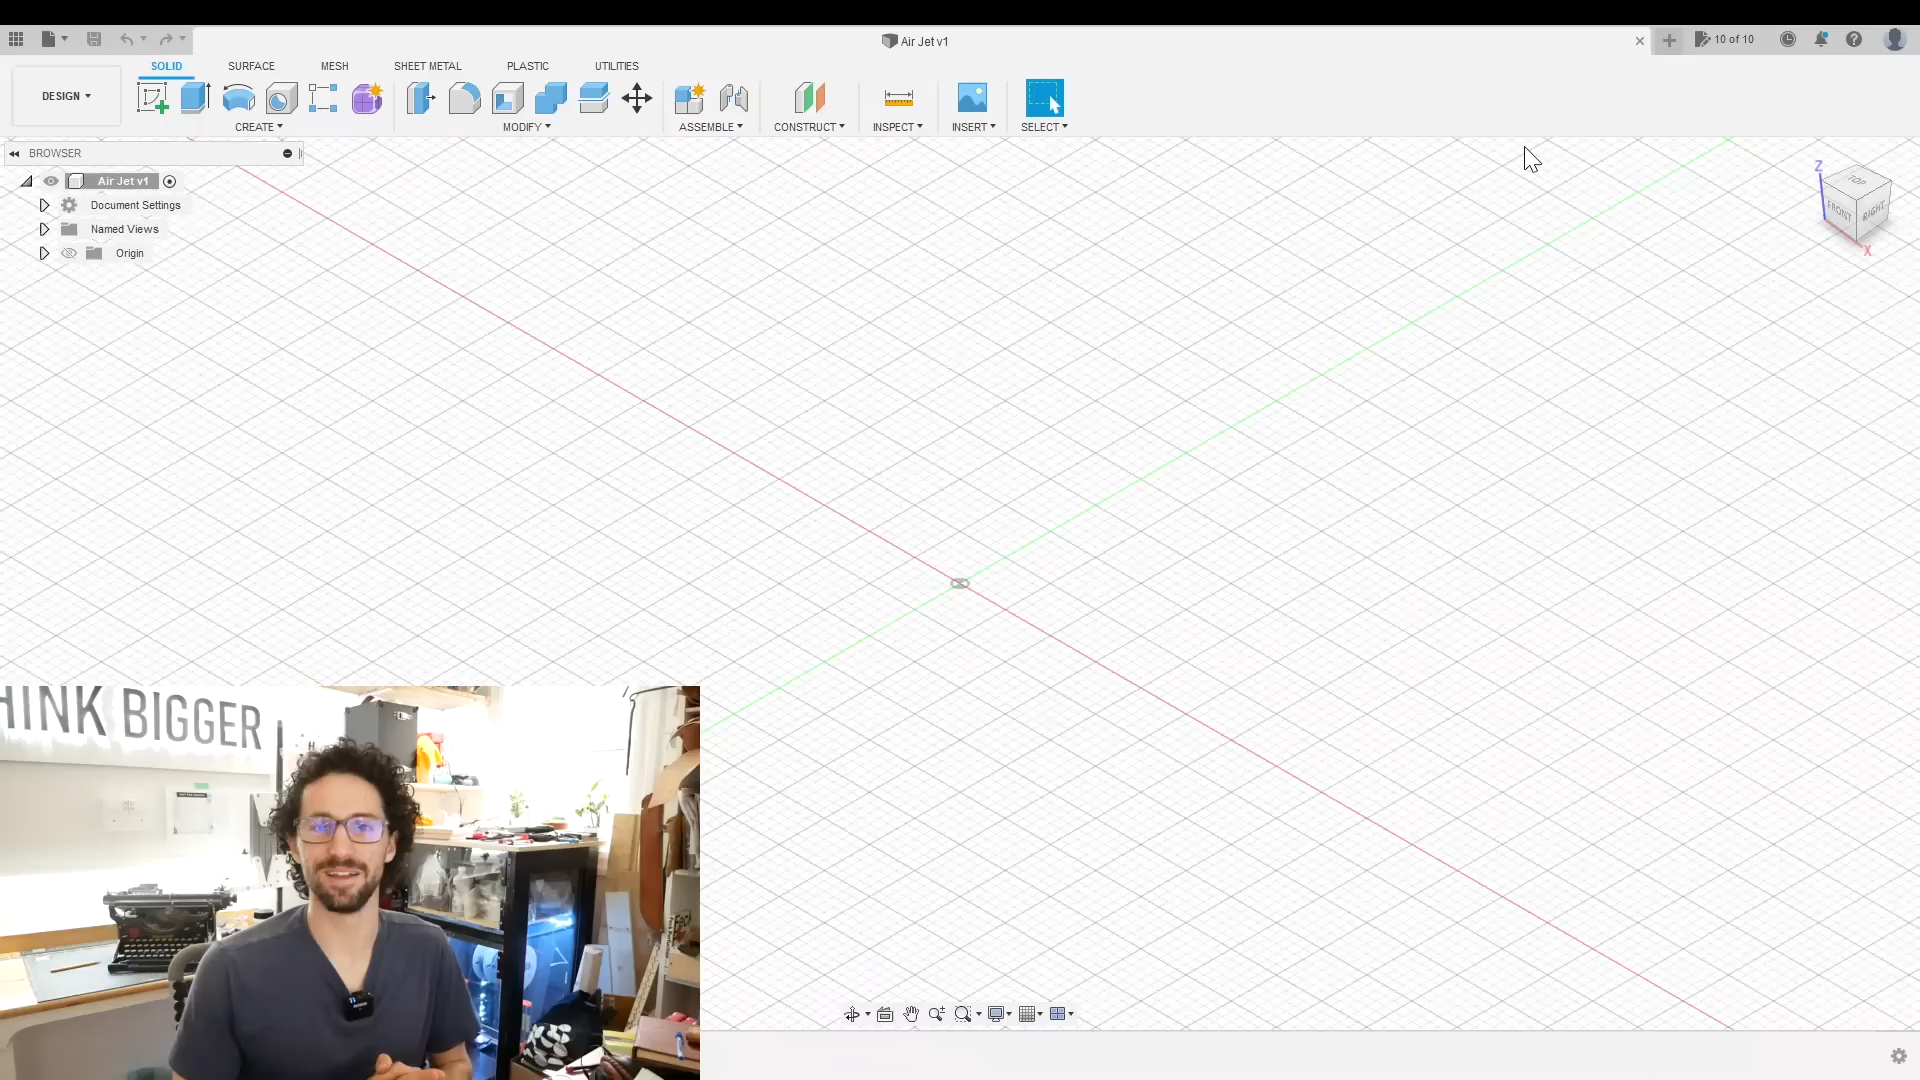 Air Jet v1
10 of 10
SOLID
SURFACE
MESH
SHEET METAL
PLASTIC
UTILITIES
DESIGN
CREATE
MODIFY
ASSEMBLE
CONSTRUCT
INSPECT
INSERT
SELECT
BROWSER
Air Jet v1
Document Settings
Named Views
Origin
Z
TOP
FRONT
RIGHT
X
HINK BIGGER